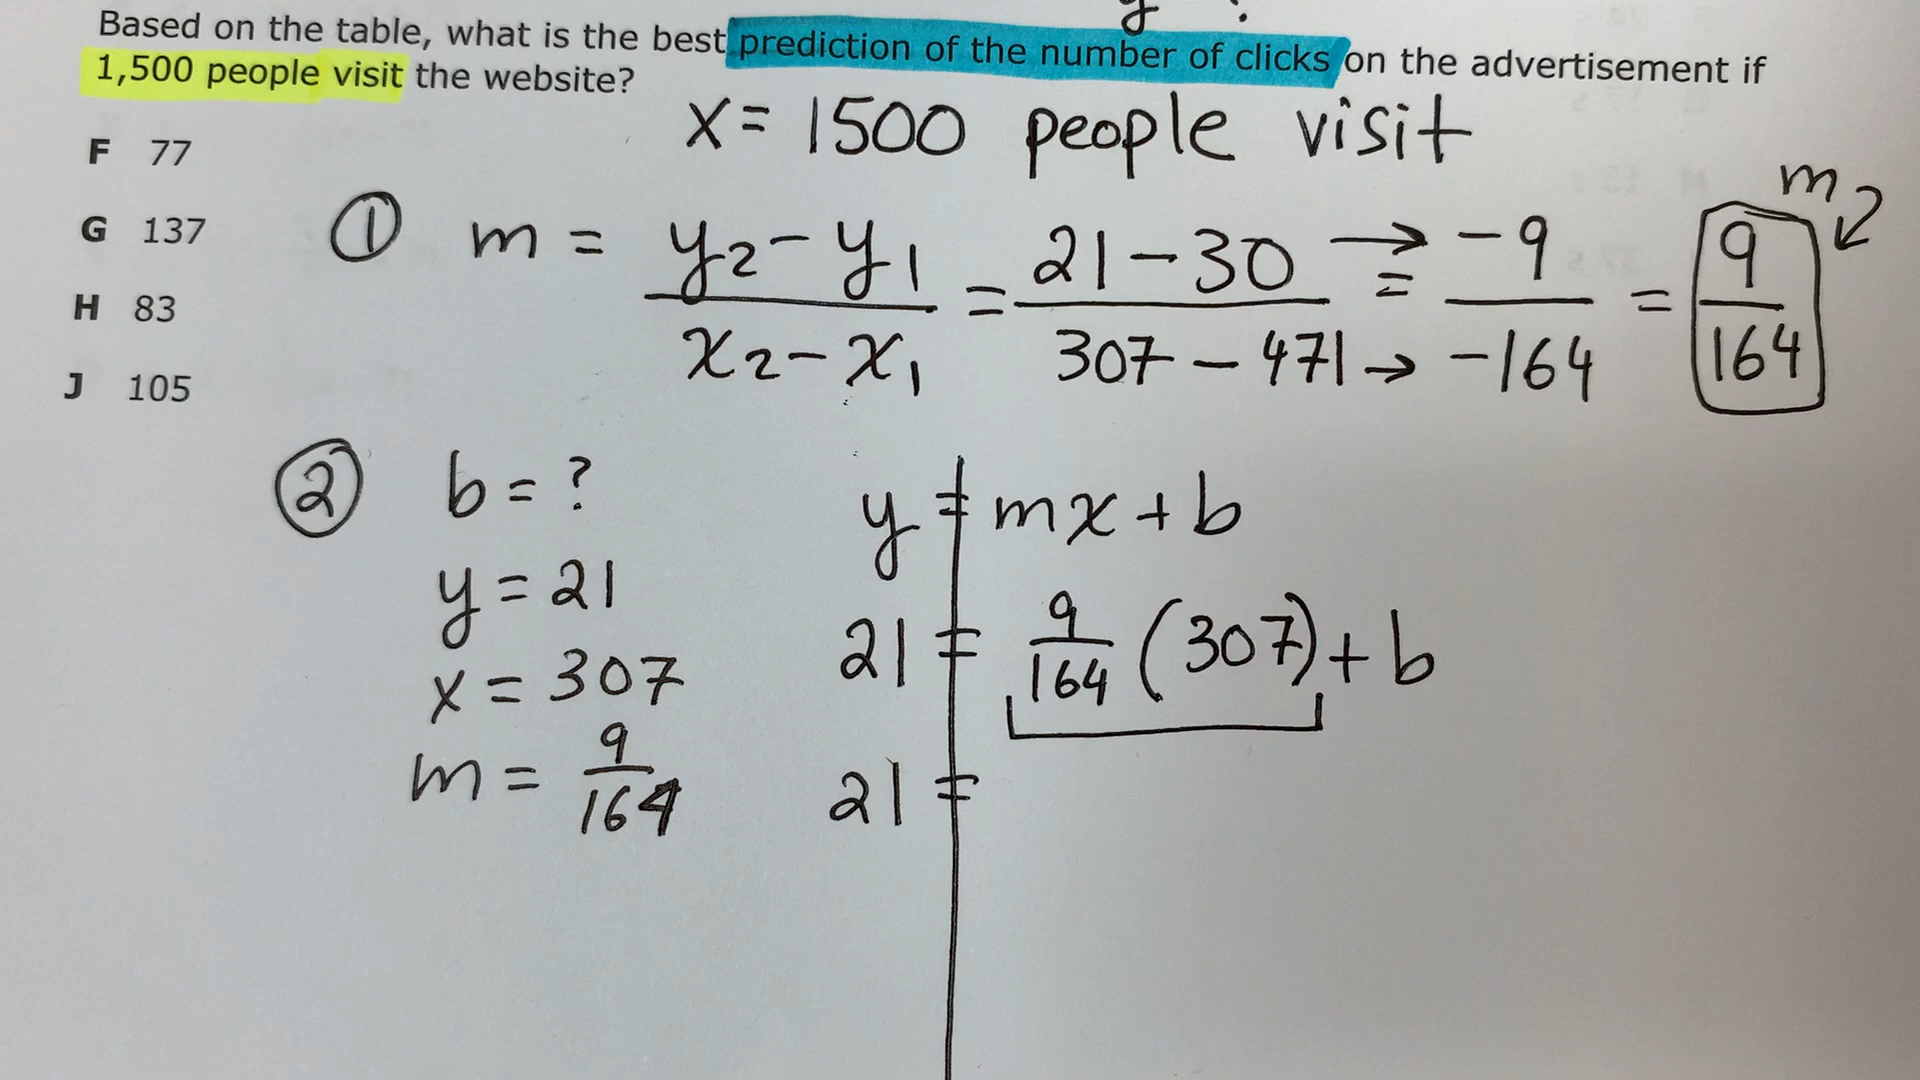 y ?
Based on the table, what is the best prediction of the number of clicks on the advertisement if
1,500 people visit the website?
x = 1500 people visit
F 77
G 137
H 83
J 105
m
① m = y₂ - y₁ / x₂ - x₁ = 21 - 30 / 307 - 471 → = → -9 / -164 = 9 / 164
② b = ?
y = 21
x = 307
m = 9/164
y = mx + b
21 = 9/164 (307) + b
21 =